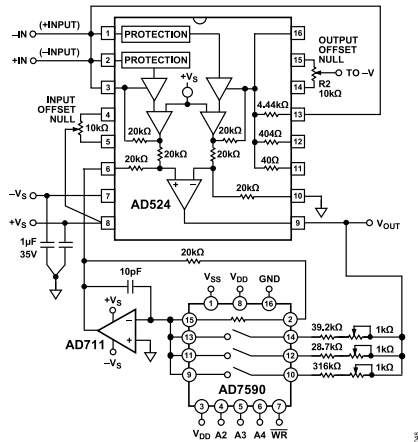 (+INPUT)
–IN
(–INPUT)
+IN
1
PROTECTION
2
PROTECTION
3
+VS
16
15
14
OUTPUT
OFFSET
NULL
TO –V
R2
10kΩ
4.44kΩ
13
404Ω
12
40Ω
11
INPUT
OFFSET
NULL
4
10kΩ
5
20kΩ
20kΩ
20kΩ
20kΩ
6
20kΩ
20kΩ
10
–VS
7
+VS
8
+
–
9
VOUT
1µF
35V
20kΩ
10pF
VSS
VDD
GND
1
8
16
+VS
–
+
AD711
–VS
15
2
39.2kΩ
1kΩ
13
14
28.7kΩ
1kΩ
11
12
316kΩ
1kΩ
9
10
AD524
AD7590
3
4
5
6
7
VDD
A2
A3
A4
WR